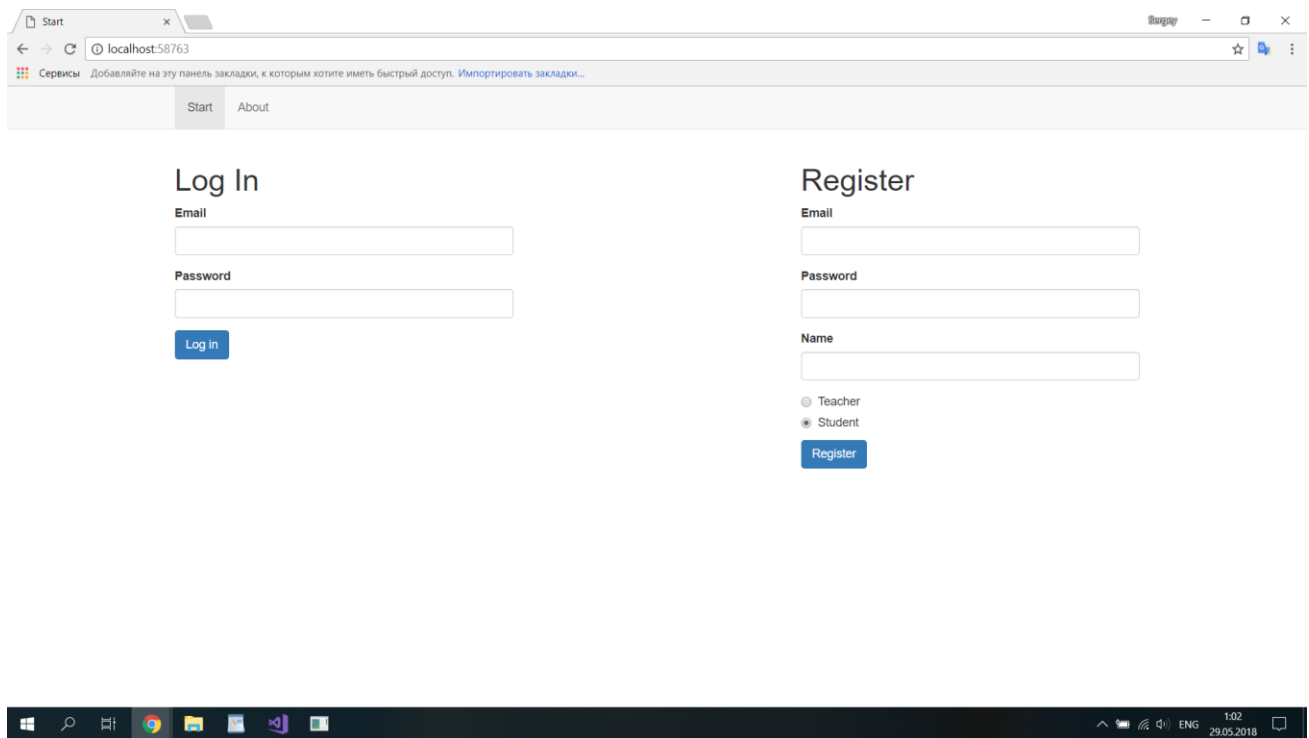 Start
Sergey
localhost:58763
Сервисы Добавляйте на эту панель закладки, к которым хотите иметь быстрый доступ. Импортировать закладки...
Start About
Log In
Email
Password
Log in
Register
Email
Password
Name
Teacher
Student
Register
ENG
1:02
29.05.2018